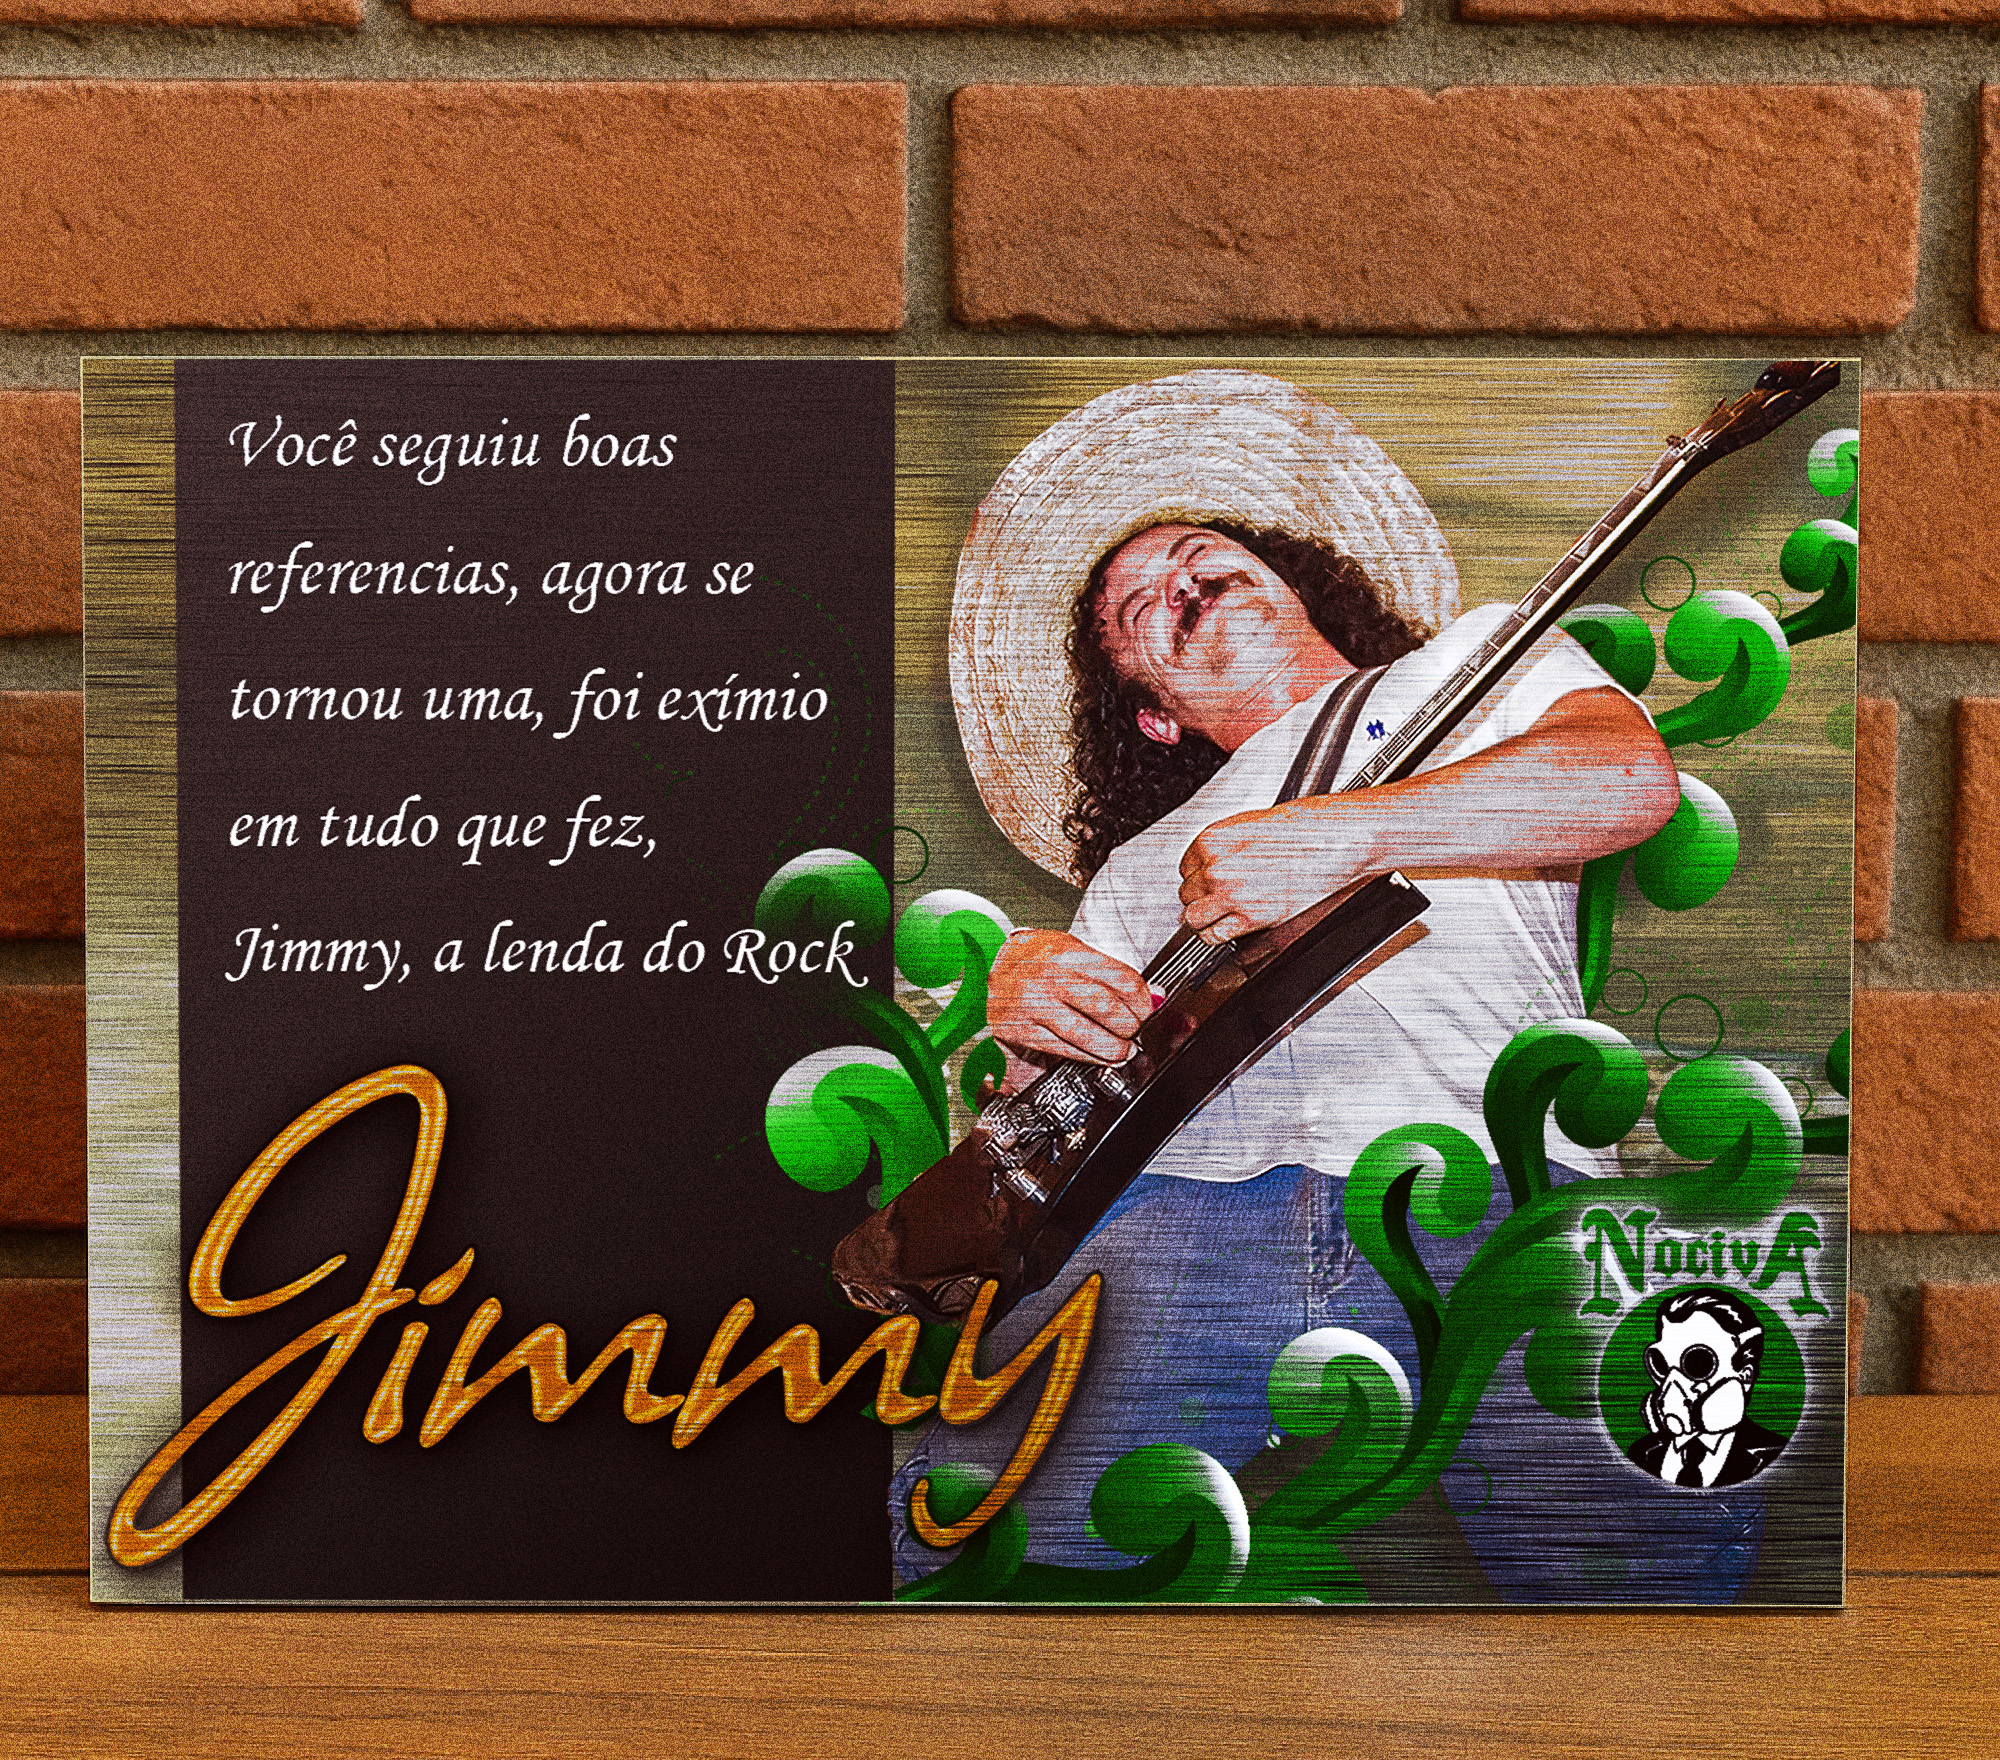 Você seguiu boas
referencias, agora se
tornou uma, foi exímio
em tudo que fez,
Jimmy, a lenda do Rock
Jimmy
NocivA